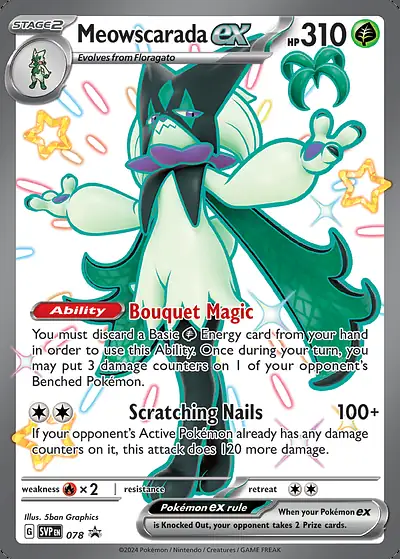 STAGE2 Meowscarada ex HP310
Evolves from Floragato
Ability Bouquet Magic
You must discard a Basic Energy card from your hand
in order to use this Ability. Once during your turn, you
may put 3 damage counters on 1 of your opponent's
Benched Pokémon.
Scratching Nails 100+
If your opponent's Active Pokémon already has any damage
counters on it, this attack does 120 more damage.
weakness ×2 resistance retreat
Illus. 5ban Graphics
Pokémon ex rule When your Pokémon ex
is Knocked Out, your opponent takes 2 Prize cards.
G SVP EN 078
©2024 Pokémon / Nintendo / Creatures / GAME FREAK